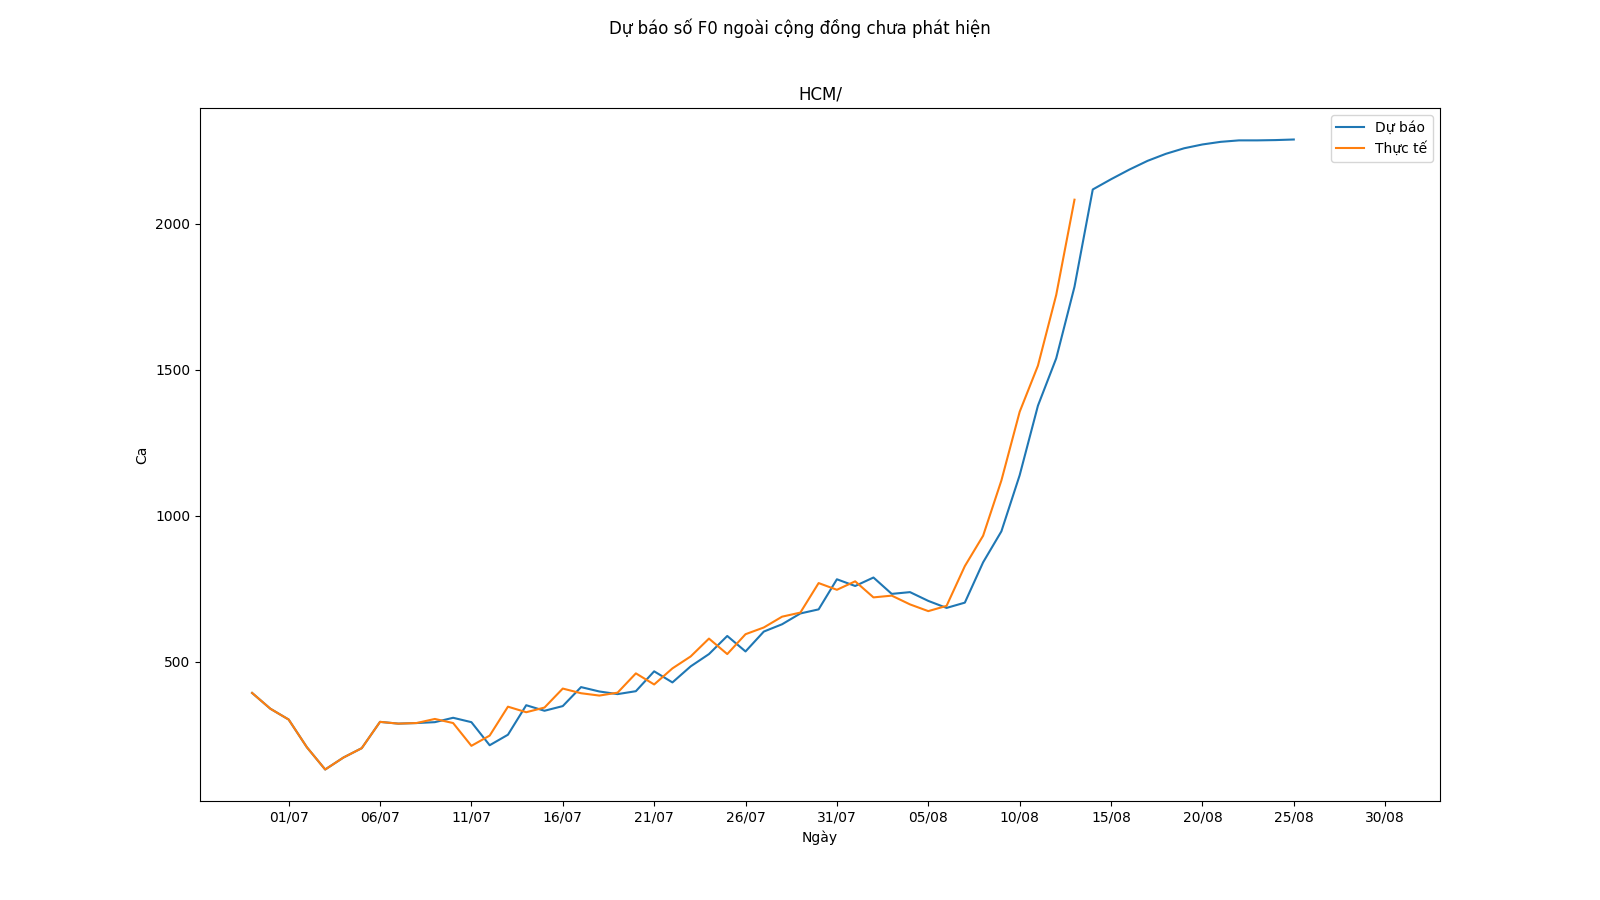 Dự báo số F0 ngoài cộng đồng chưa phát hiện
HCM/
Dự báo
Thực tế
2000
1500
1000
500
Ca
01/07 06/07 11/07 16/07 21/07 26/07 31/07 05/08 10/08 15/08 20/08 25/08 30/08
Ngày